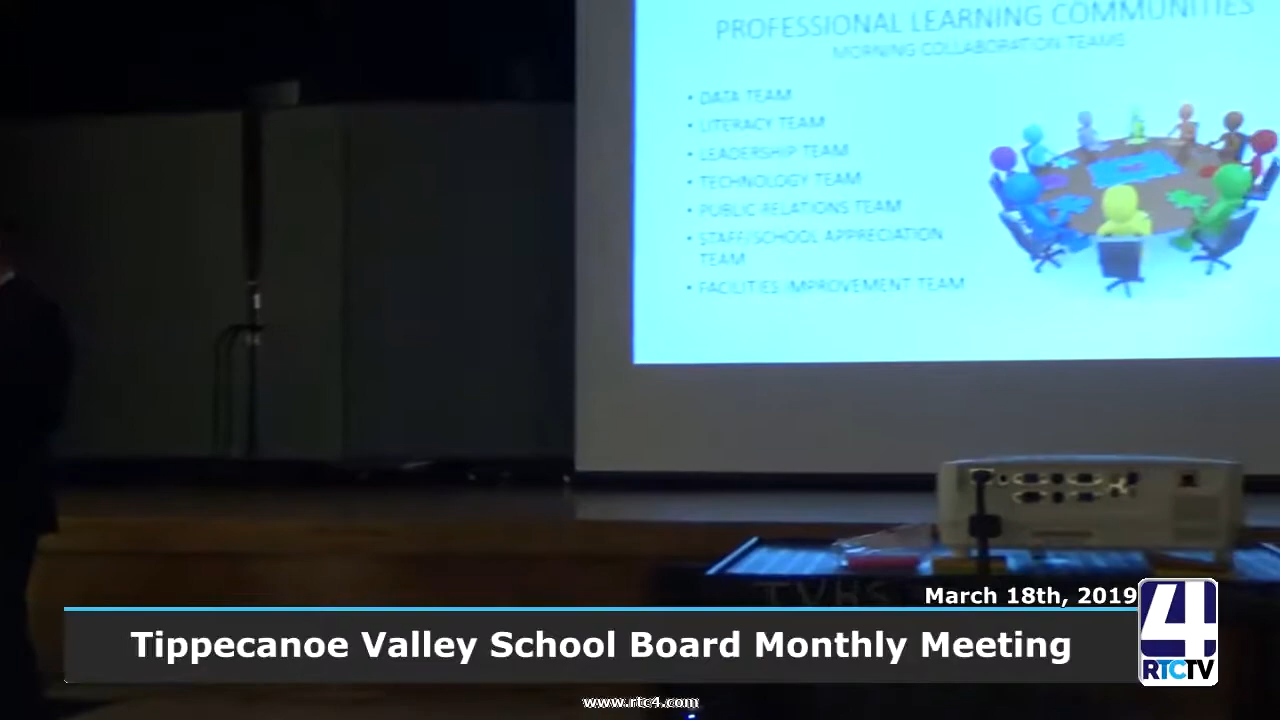 PROFESSIONAL LEARNING COMMUNITIES
MORNING COLLABORATION TEAMS
• DATA TEAM
• LITERACY TEAM
• LEADERSHIP TEAM
• TECHNOLOGY TEAM
• PUBLIC RELATIONS TEAM
• STAFF/SCHOOL APPRECIATION
TEAM
• FACILITIES IMPROVEMENT TEAM
TVHS
March 18th, 2019
Tippecanoe Valley School Board Monthly Meeting
4
RTCTV
www.rtc4.com